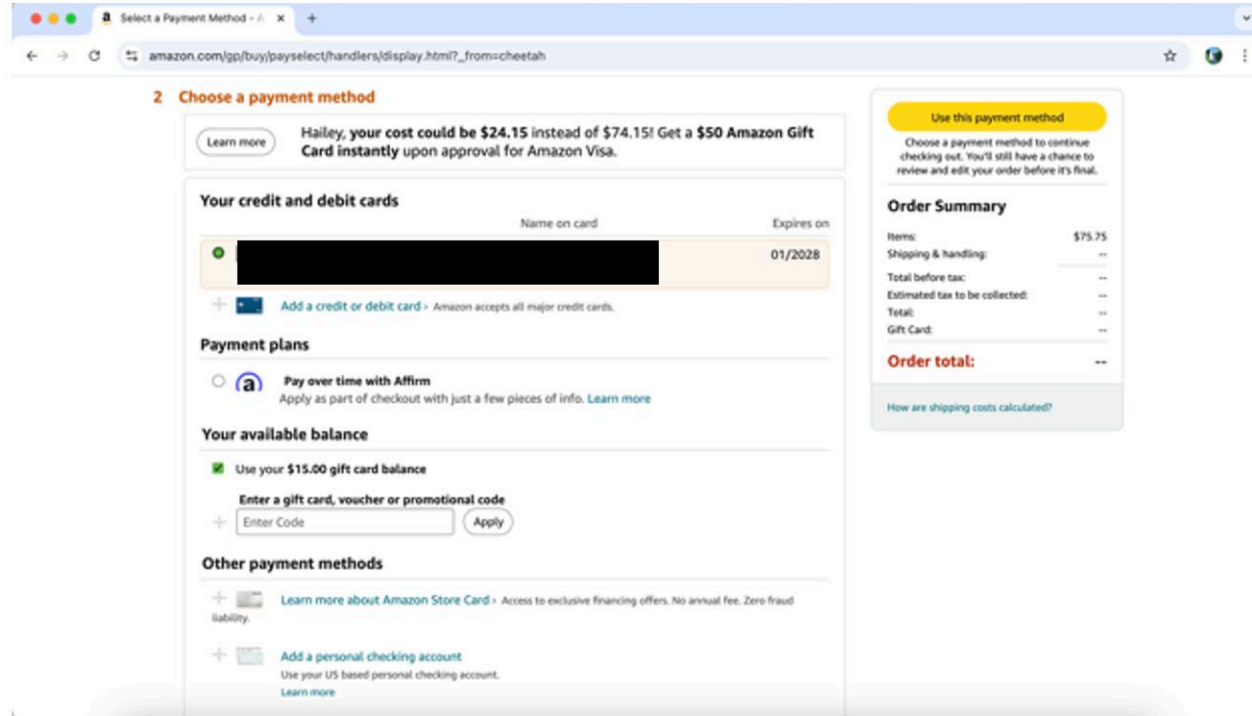 Select a Payment Method - A
amazon.com/gp/buy/payselect/handlers/display.html?_from=cheetah
2 Choose a payment method
Learn more
Hailey, your cost could be $24.15 instead of $74.15! Get a $50 Amazon Gift
Card instantly upon approval for Amazon Visa.
Your credit and debit cards
Name on card
Expires on
01/2028
Add a credit or debit card › Amazon accepts all major credit cards.
Payment plans
a
Pay over time with Affirm
Apply as part of checkout with just a few pieces of info. Learn more
Your available balance
Use your $15.00 gift card balance
Enter a gift card, voucher or promotional code
Enter Code
Apply
Other payment methods
Learn more about Amazon Store Card › Access to exclusive financing offers. No annual fee. Zero fraud
liability.
Add a personal checking account
Use your US based personal checking account.
Learn more
Use this payment method
Choose a payment method to continue
checking out. You'll still have a chance to
review and edit your order before it's final.
Order Summary
Items: $75.75
Shipping & handling: --
Total before tax: --
Estimated tax to be collected: --
Total: --
Gift Card: --
Order total: --
How are shipping costs calculated?